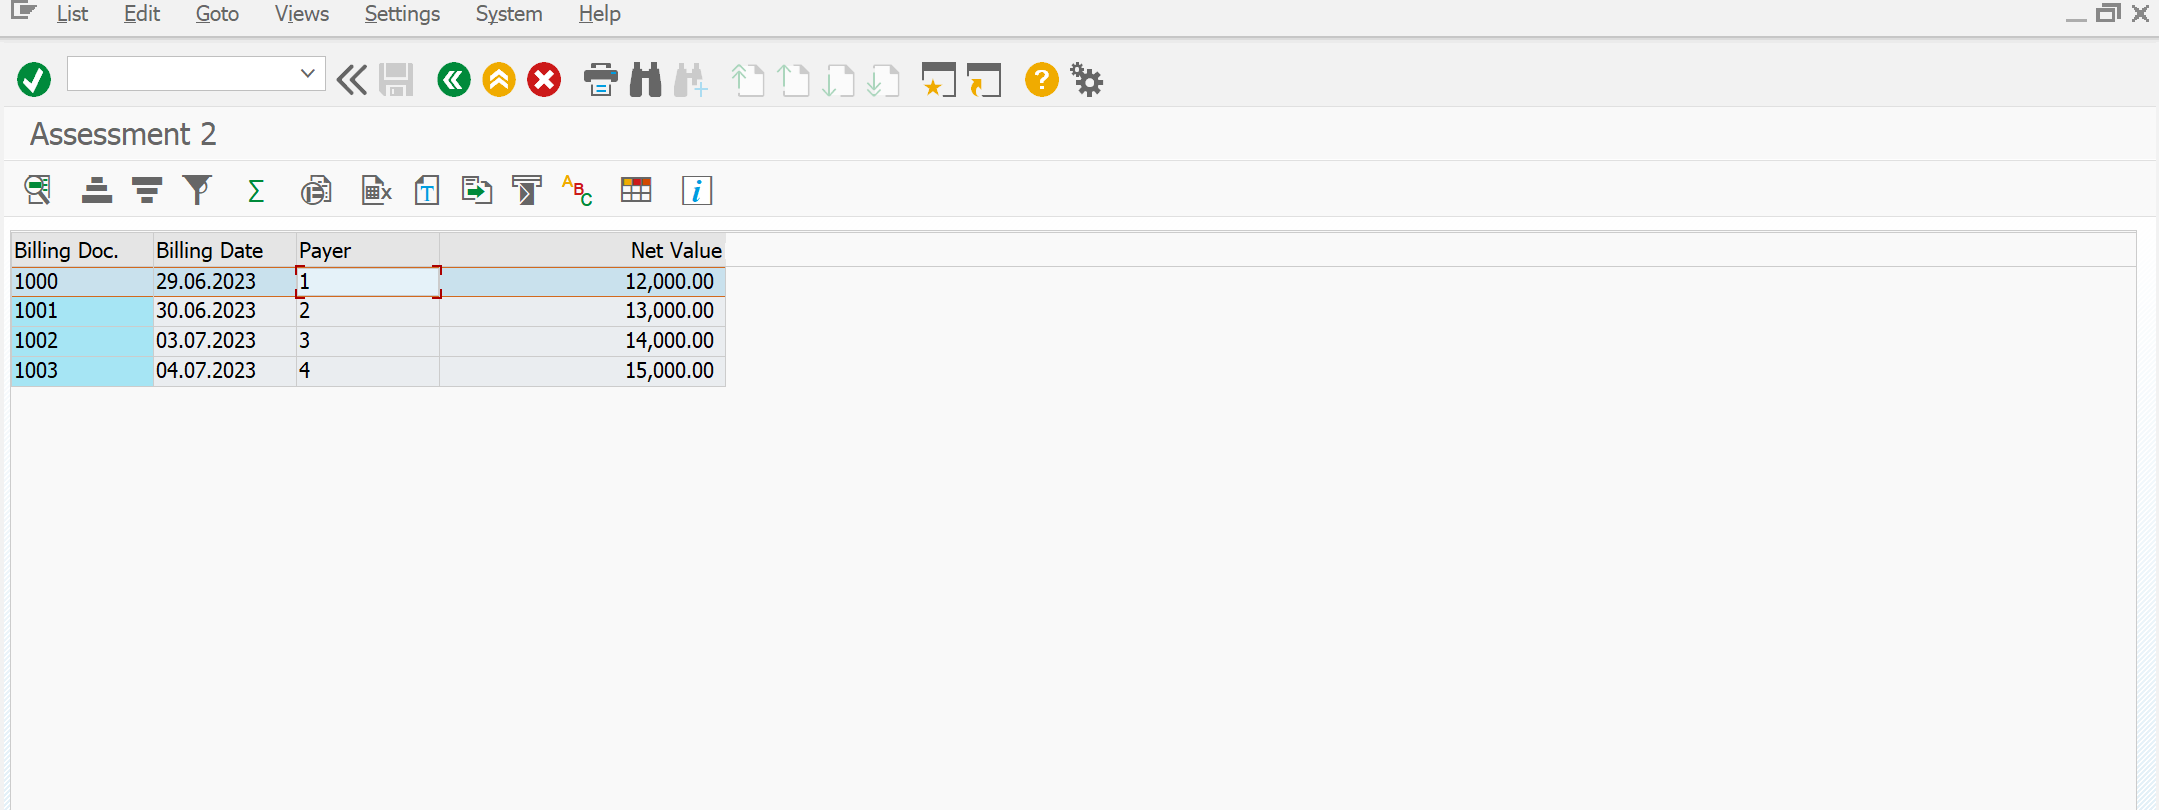 List Edit Goto Views Settings System Help
Assessment 2
Billing Doc. Billing Date Payer Net Value
1000 29.06.2023 1 12,000.00
1001 30.06.2023 2 13,000.00
1002 03.07.2023 3 14,000.00
1003 04.07.2023 4 15,000.00